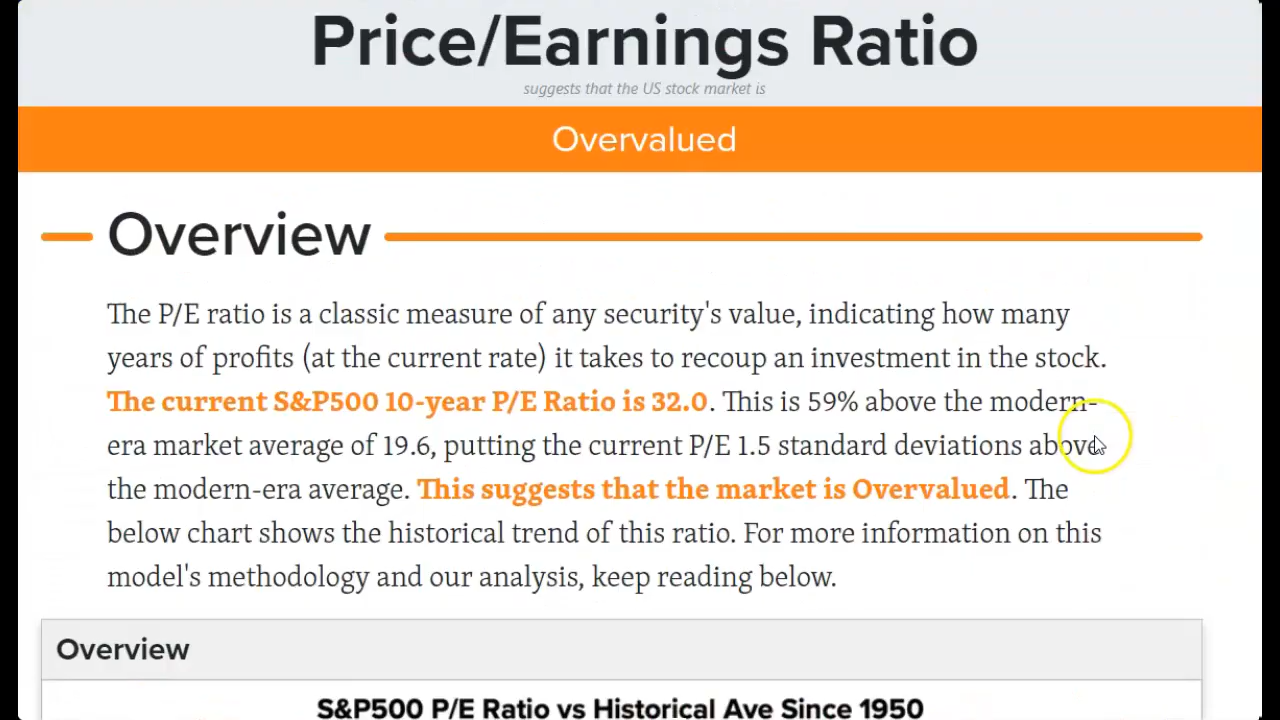 Price/Earnings Ratio
suggests that the US stock market is
Overvalued
Overview
The P/E ratio is a classic measure of any security's value, indicating how many
years of profits (at the current rate) it takes to recoup an investment in the stock.
The current S&P500 10-year P/E Ratio is 32.0. This is 59% above the modern-
era market average of 19.6, putting the current P/E 1.5 standard deviations above
the modern-era average. This suggests that the market is Overvalued. The
below chart shows the historical trend of this ratio. For more information on this
model's methodology and our analysis, keep reading below.
Overview
S&P500 P/E Ratio vs Historical Ave Since 1950